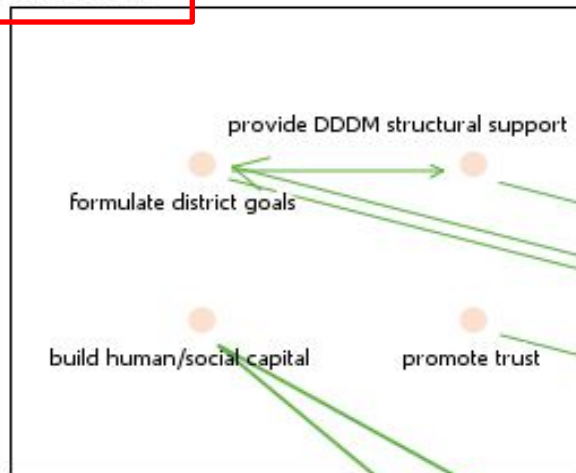 provide DDDM structural support
formulate district goals
build human/social capital
promote trust